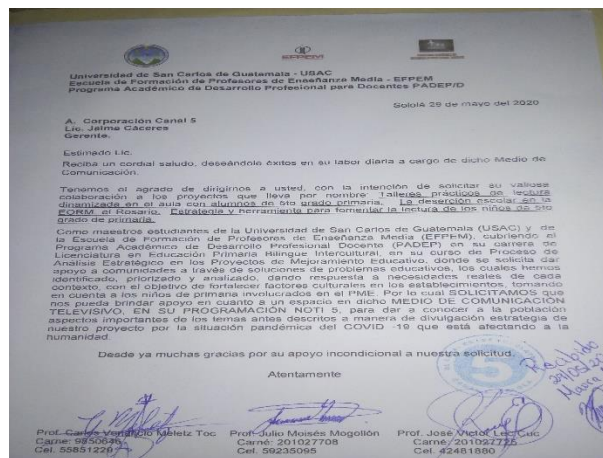 EFPEM
Universidad de San Carlos de Guatemala - USAC
Escuela de Formación de Profesores de Enseñanza Media - EFPEM
Programa Académico de Desarrollo Profesional para Docentes PADEP/D
Sololá 29 de mayo del 2020
A. Corporación Canal 5
Lic. Jaime Cáceres
Gerente.
Estimado Lic.
Reciba un cordial saludo, deseándole éxitos en su labor diaria a cargo de dicho Medio de
Comunicación.
Tenemos el agrado de dirigirnos a usted, con la intención de solicitar su valiosa
colaboración a los proyectos que lleva por nombre: Talleres prácticos de lectura
dinamizada en el aula con alumnos de 5to grado primaria. La deserción escolar en la
EORM el Rosario. Estrategia y herramienta para fomentar la lectura de los niños de 5to
grado de primaria.
Como maestros estudiantes de la Universidad de San Carlos de Guatemala (USAC) y de
la Escuela de Formación de Profesores de Enseñanza Media (EFPEM), cubriendo el
Programa Académico de Desarrollo Profesional Docente (PADEP) en su carrera de
Licenciatura en Educación Primaria Bilingüe Intercultural, en su curso de Proceso de
Análisis Estratégico en los Proyectos de Mejoramiento Educativo, donde se solicita dar
apoyo a comunidades a través de soluciones de problemas educativos, los cuales hemos
identificado, priorizado y analizado, dando respuesta a necesidades reales de cada
contexto, con el objetivo de fortalecer factores culturales en los establecimientos, tomando
en cuenta a los niños de primaria involucrados en el PME. Por lo cual SOLICITAMOS que
nos pueda brindar apoyo en cuanto a un espacio en dicho MEDIO DE COMUNICACIÓN
TELEVISIVO, EN SU PROGRAMACIÓN NOTI 5, para dar a conocer a la población
aspectos importantes de los temas antes descritos a manera de divulgación estrategia de
nuestro proyecto por la situación pandémica del COVID -19 que está afectando a la
humanidad.
Desde ya muchas gracias por su apoyo incondicional a nuestra solicitud.
Atentamente
5
Recibido
Prof. Carlos Venancio Meletz Toc
Carné: 9850646
Cel. 55851220
Prof. Julio Moisés Mogollón
Carné: 201027708
Cel. 59235095
Prof. José Víctor Lec Cuc
Carné: 201027725
Cel. 42481880